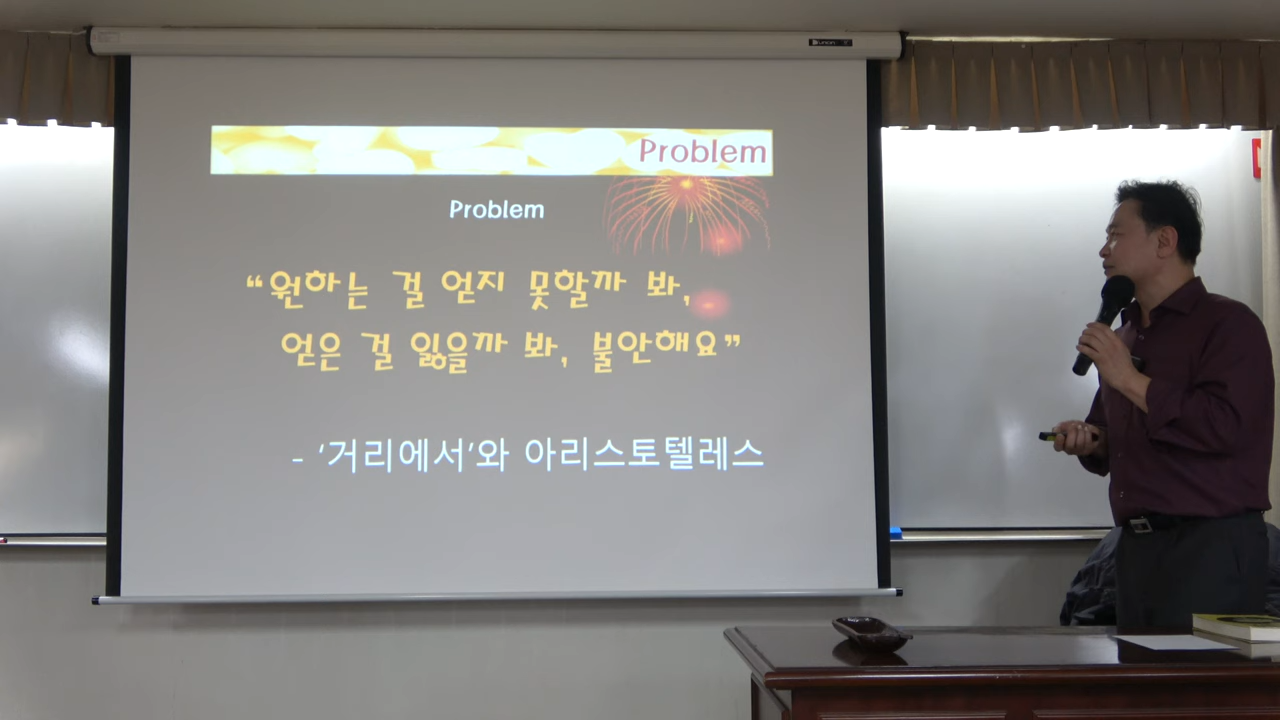 Problem
Problem
“원하는 걸 얻지 못할까 봐,
얻은 걸 잃을까 봐, 불안해요”
- ‘거리에서’와 아리스토텔레스